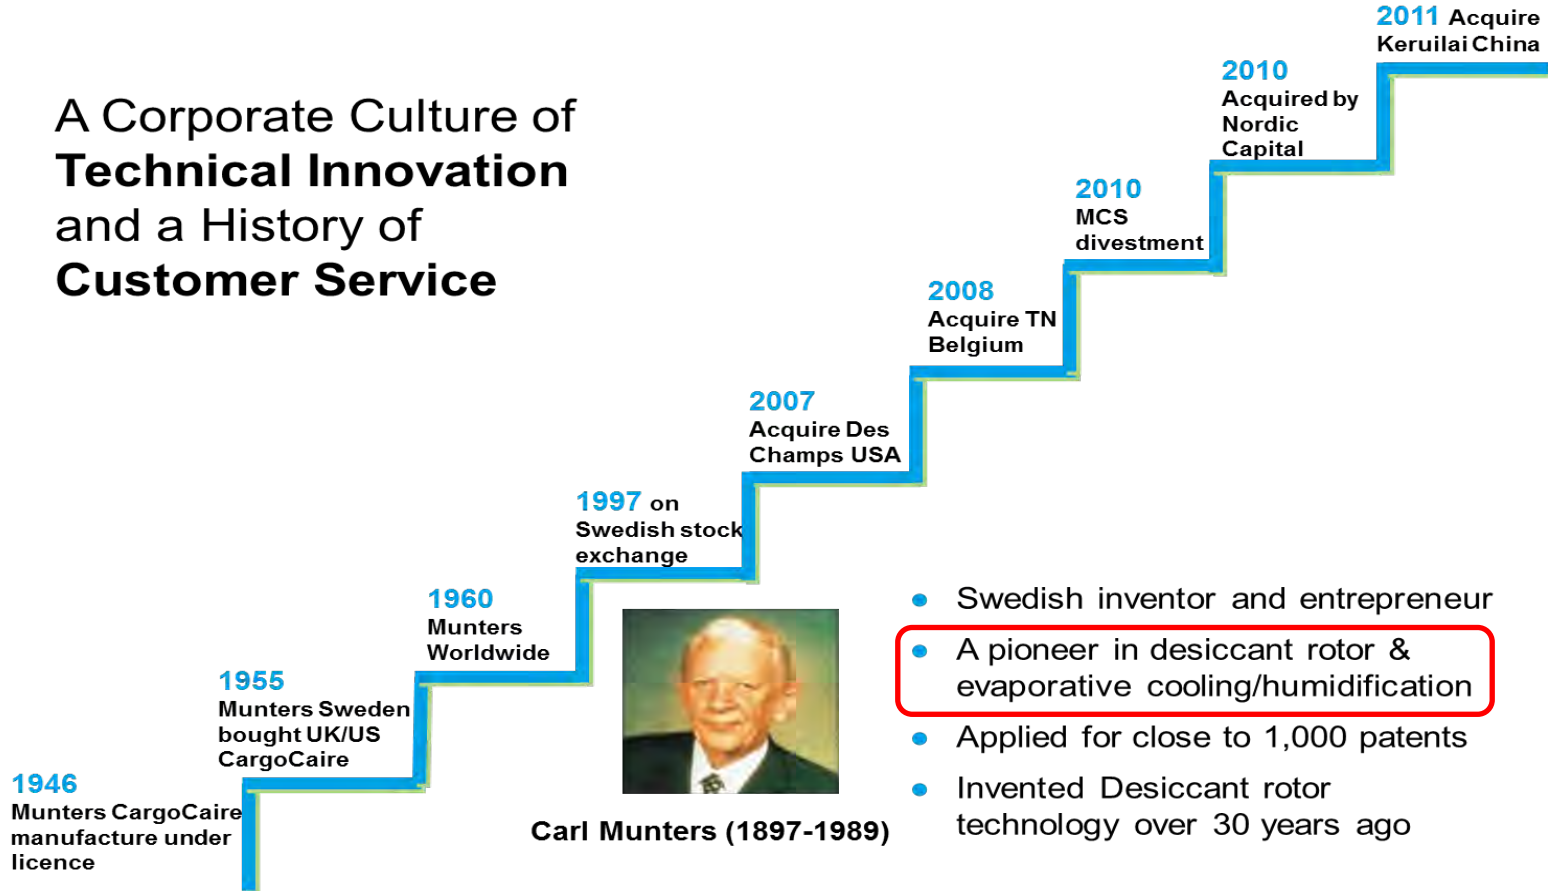 A Corporate Culture of
Technical Innovation
and a History of
Customer Service
1946
Munters CargoCaire
manufacture under
licence
1955
Munters Sweden
bought UK/US
CargoCaire
1960
Munters
Worldwide
1997 on
Swedish stock
exchange
2007
Acquire Des
Champs USA
2008
Acquire TN
Belgium
2010
MCS
divestment
2010
Acquired by
Nordic
Capital
2011 Acquire
Keruilai China
Carl Munters (1897-1989)
Swedish inventor and entrepreneur
A pioneer in desiccant rotor &
evaporative cooling/humidification
Applied for close to 1,000 patents
Invented Desiccant rotor
technology over 30 years ago